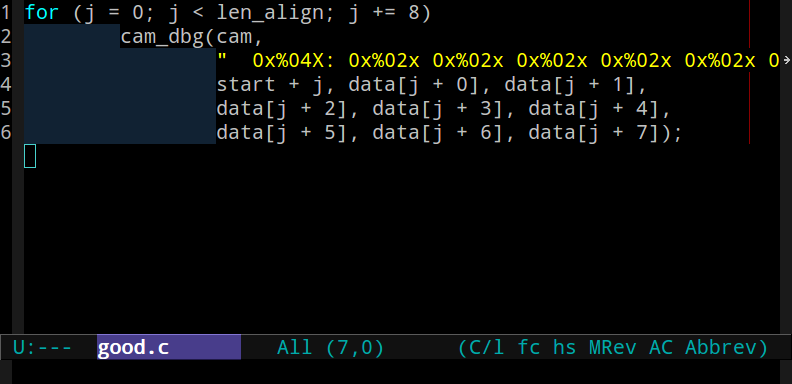 1 for (j = 0; j < len_align; j += 8)
2         cam_dbg(cam,
3                 "  0x%04X: 0x%02x 0x%02x 0x%02x 0x%02x 0x%02x 0
4                 start + j, data[j + 0], data[j + 1],
5                 data[j + 2], data[j + 3], data[j + 4],
6                 data[j + 5], data[j + 6], data[j + 7]);
U:---  good.c   All (7,0)      (C/l fc hs MRev AC Abbrev)